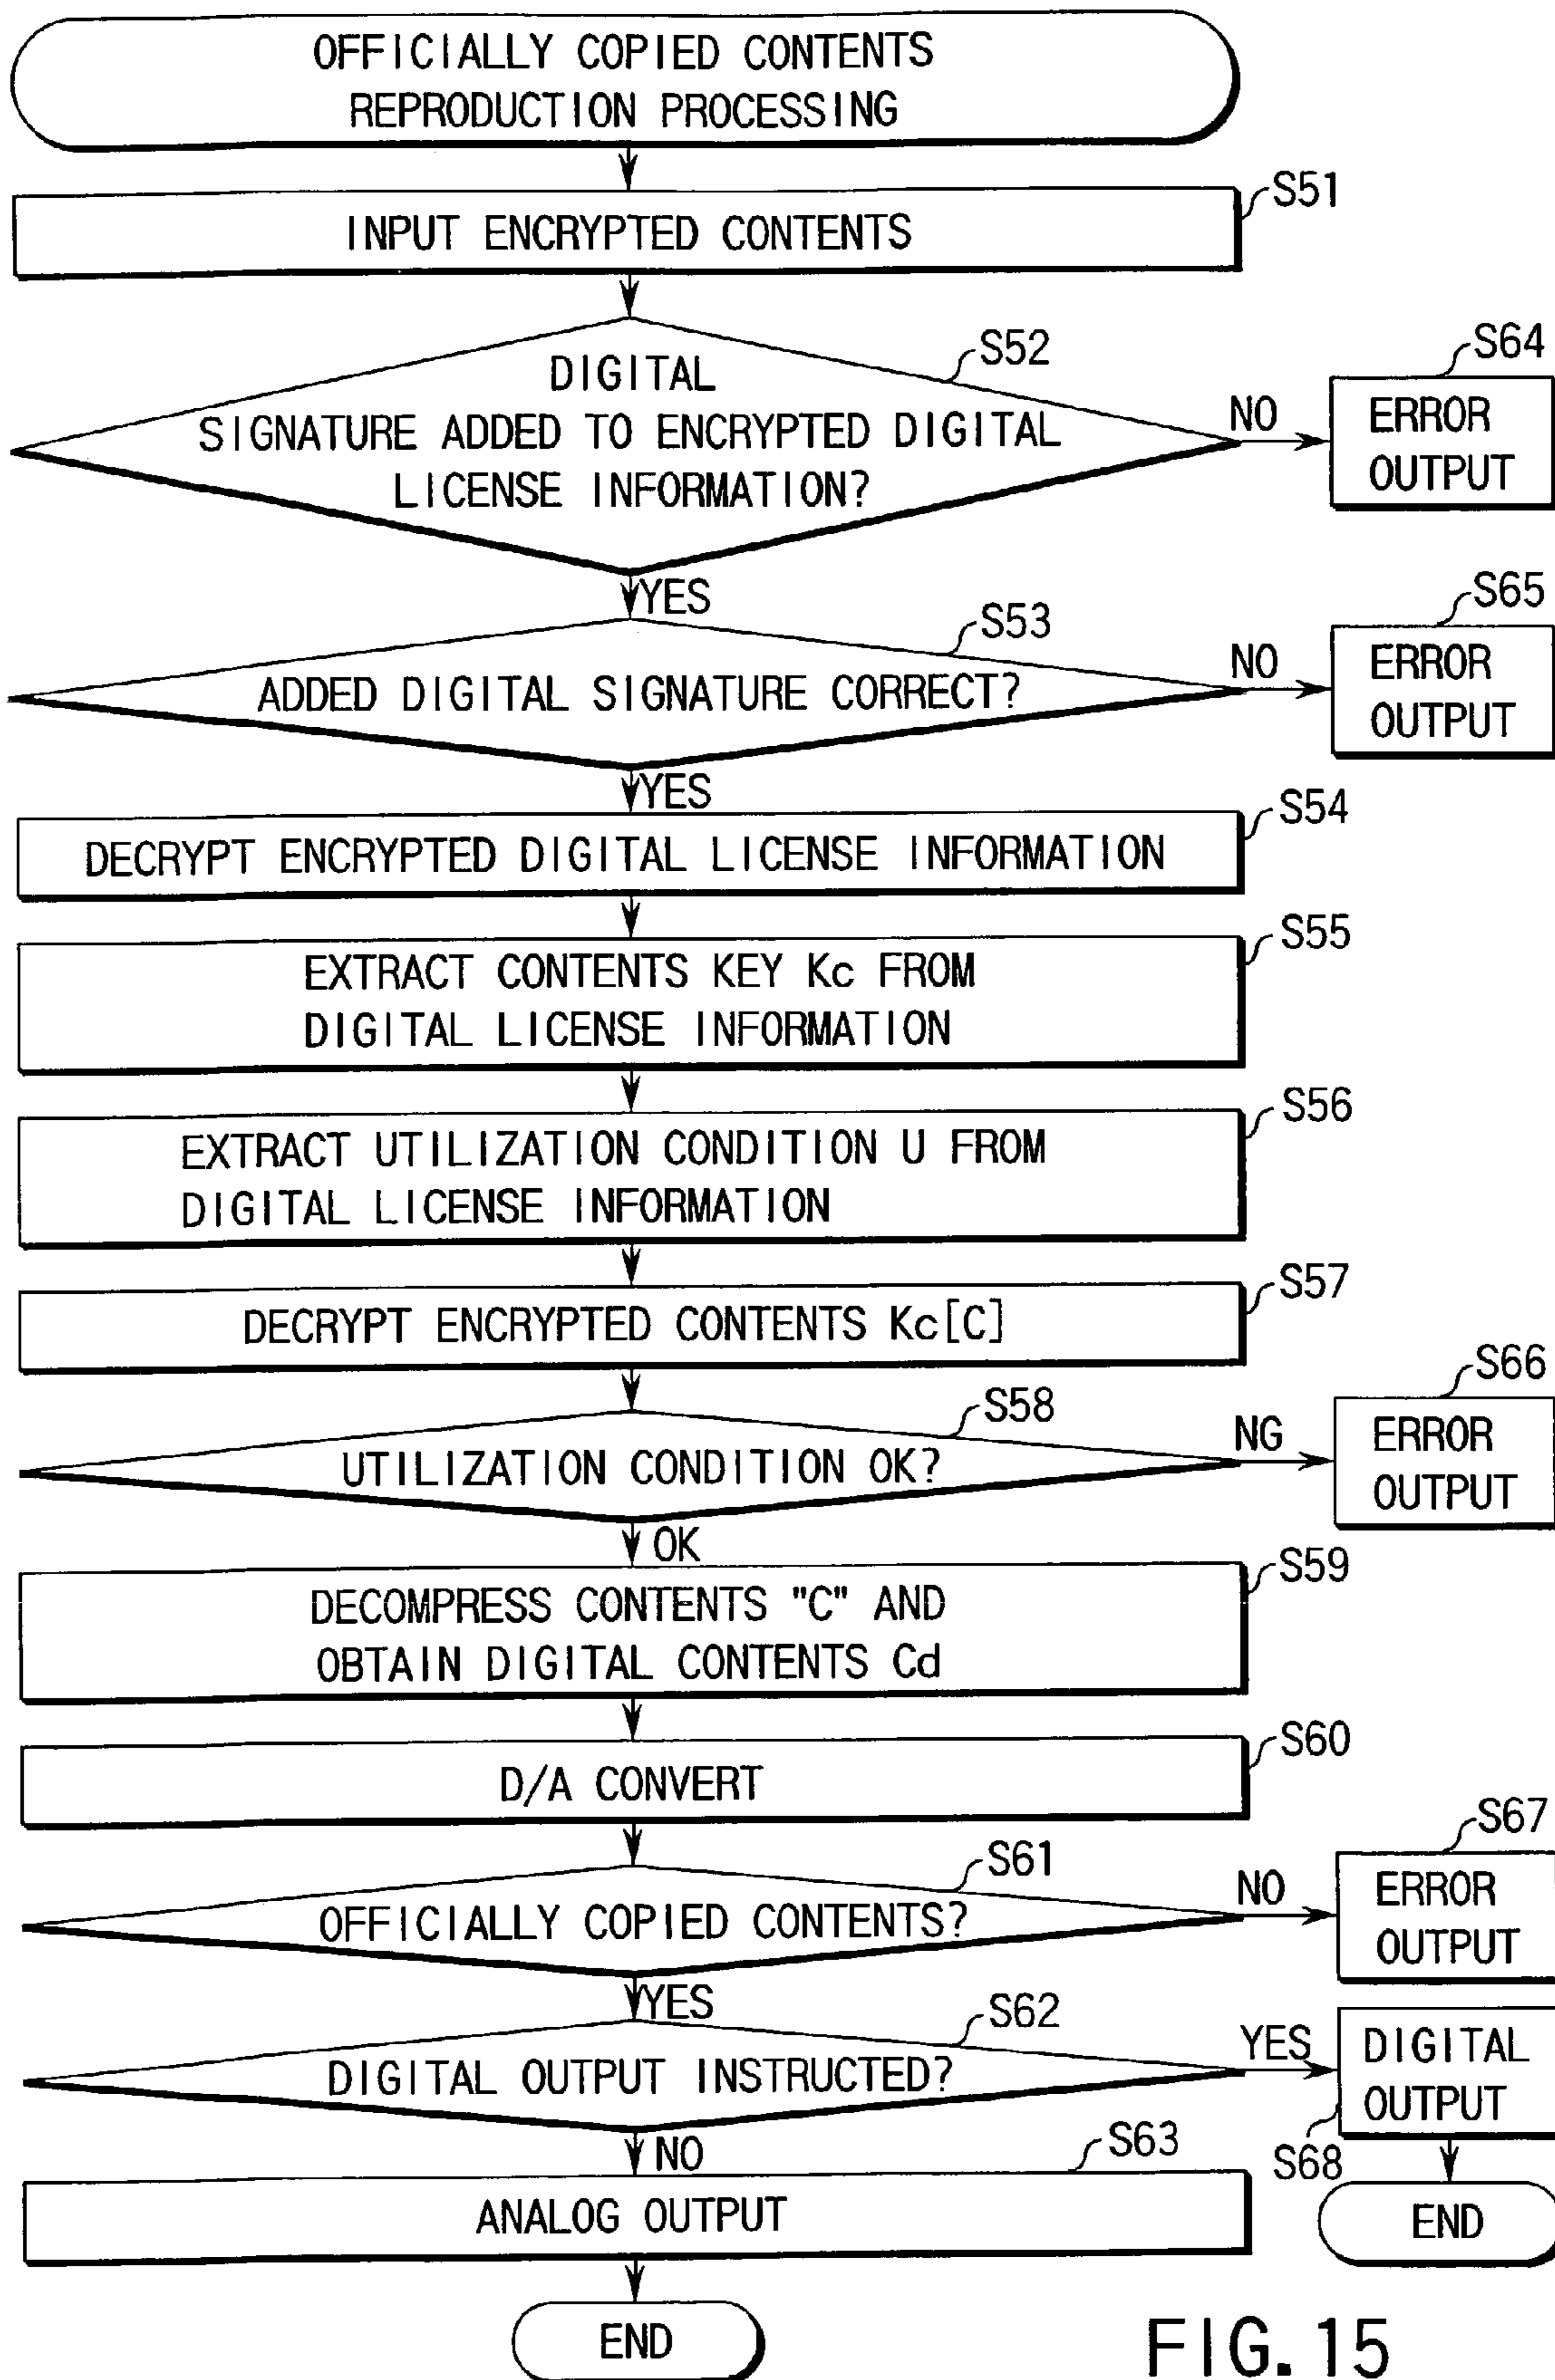 OFFICIALLY COPIED CONTENTS
REPRODUCTION PROCESSING
S51
INPUT ENCRYPTED CONTENTS
S52
DIGITAL
SIGNATURE ADDED TO ENCRYPTED DIGITAL
LICENSE INFORMATION?
NO
S64
ERROR
OUTPUT
YES
S53
ADDED DIGITAL SIGNATURE CORRECT?
NO
S65
ERROR
OUTPUT
YES
S54
DECRYPT ENCRYPTED DIGITAL LICENSE INFORMATION
S55
EXTRACT CONTENTS KEY Kc FROM
DIGITAL LICENSE INFORMATION
S56
EXTRACT UTILIZATION CONDITION U FROM
DIGITAL LICENSE INFORMATION
S57
DECRYPT ENCRYPTED CONTENTS Kc[C]
S58
UTILIZATION CONDITION OK?
NG
S66
ERROR
OUTPUT
OK
S59
DECOMPRESS CONTENTS "C" AND
OBTAIN DIGITAL CONTENTS Cd
S60
D/A CONVERT
S61
OFFICIALLY COPIED CONTENTS?
NO
S67
ERROR
OUTPUT
YES
S62
DIGITAL OUTPUT INSTRUCTED?
YES
DIGITAL
OUTPUT
S68
END
NO
S63
ANALOG OUTPUT
END
FIG. 15